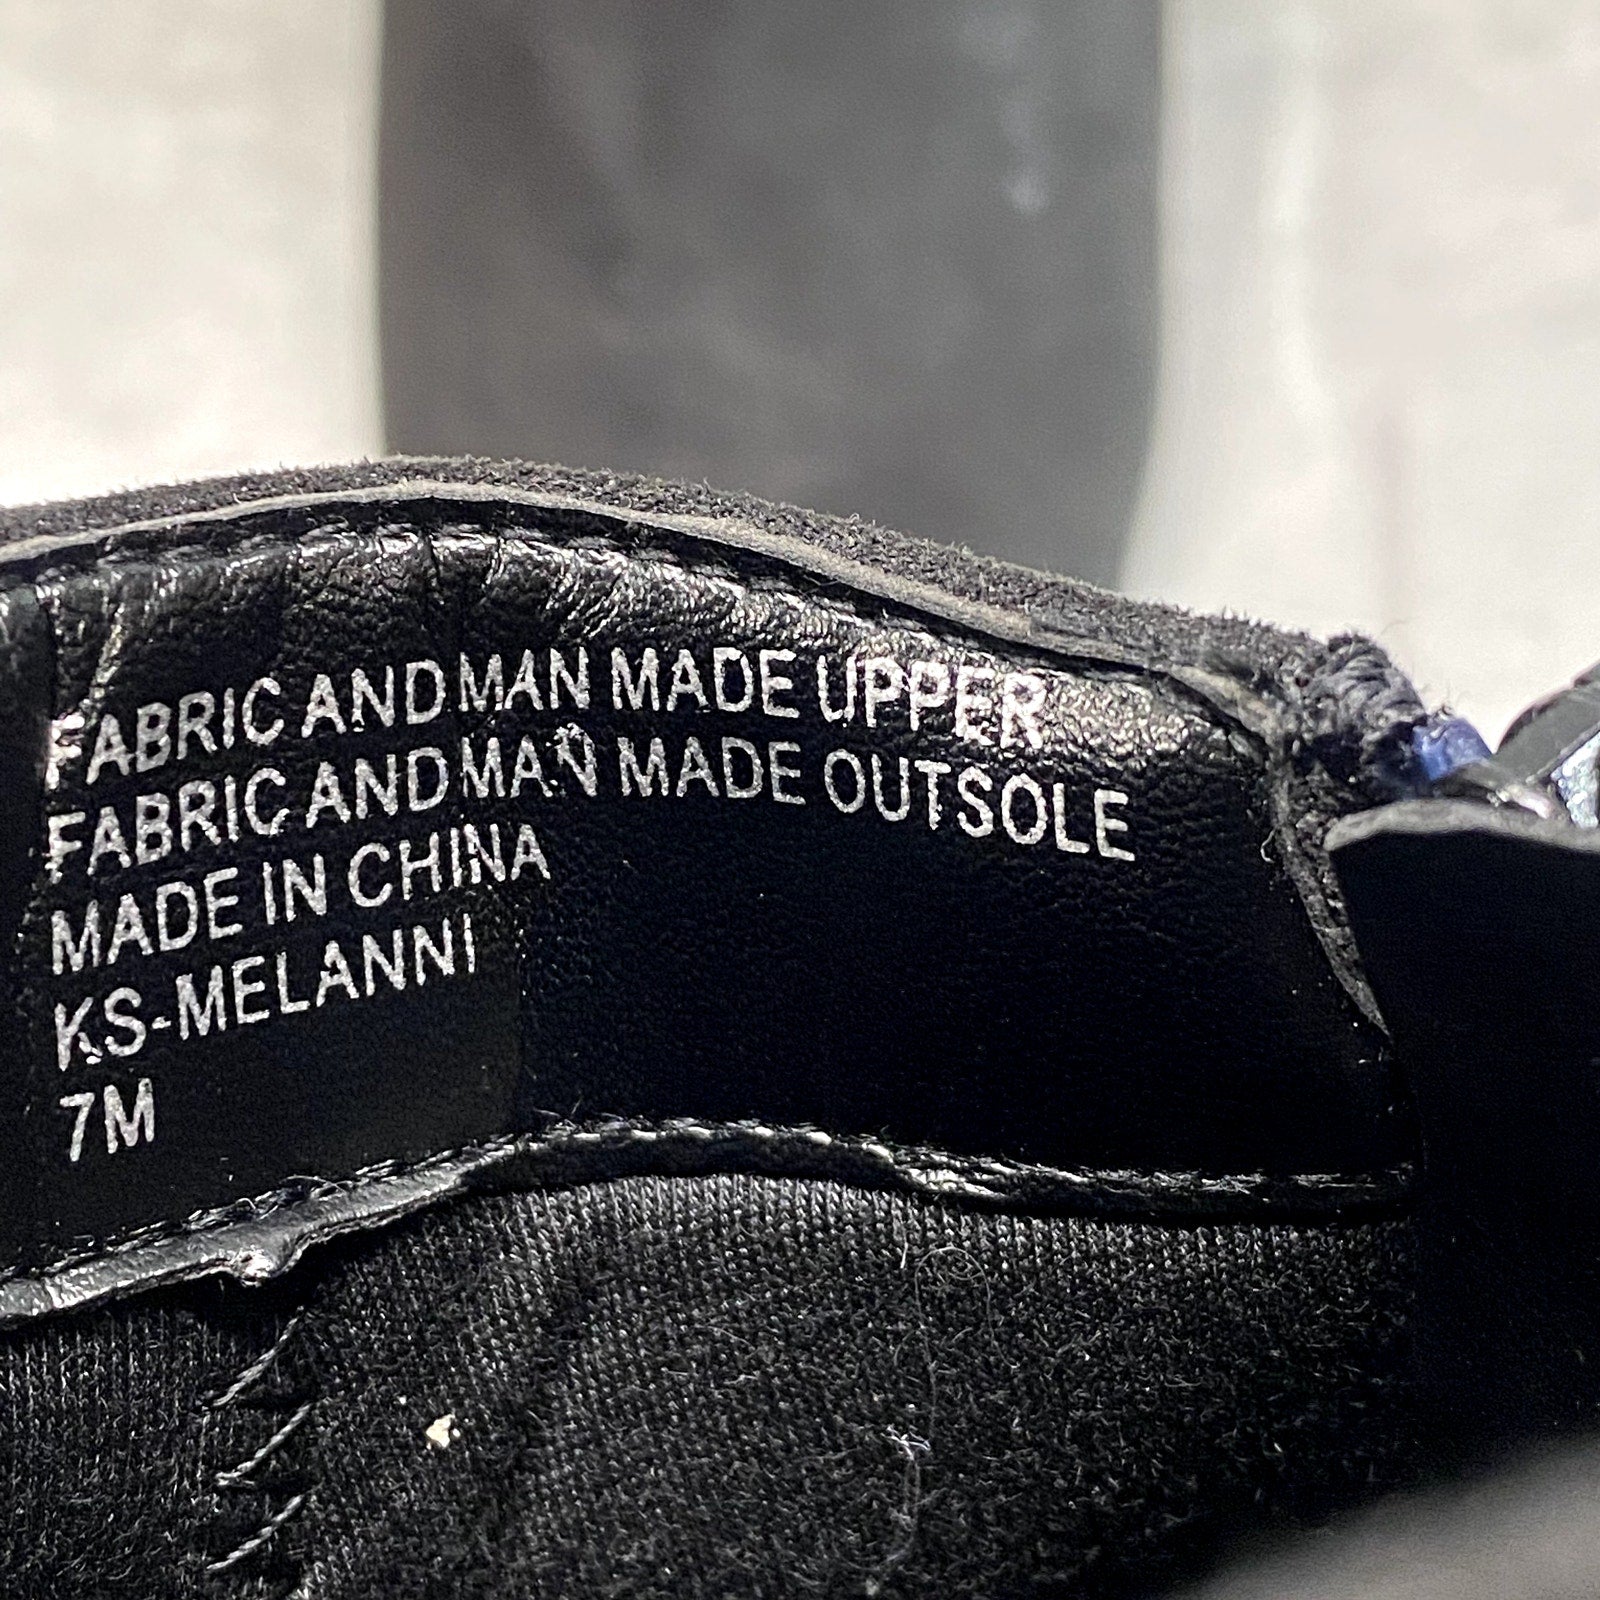 FABRIC AND MAN MADE UPPER
FABRIC AND MAN MADE OUTSOLE
MADE IN CHINA
KS-MELANNI
7M